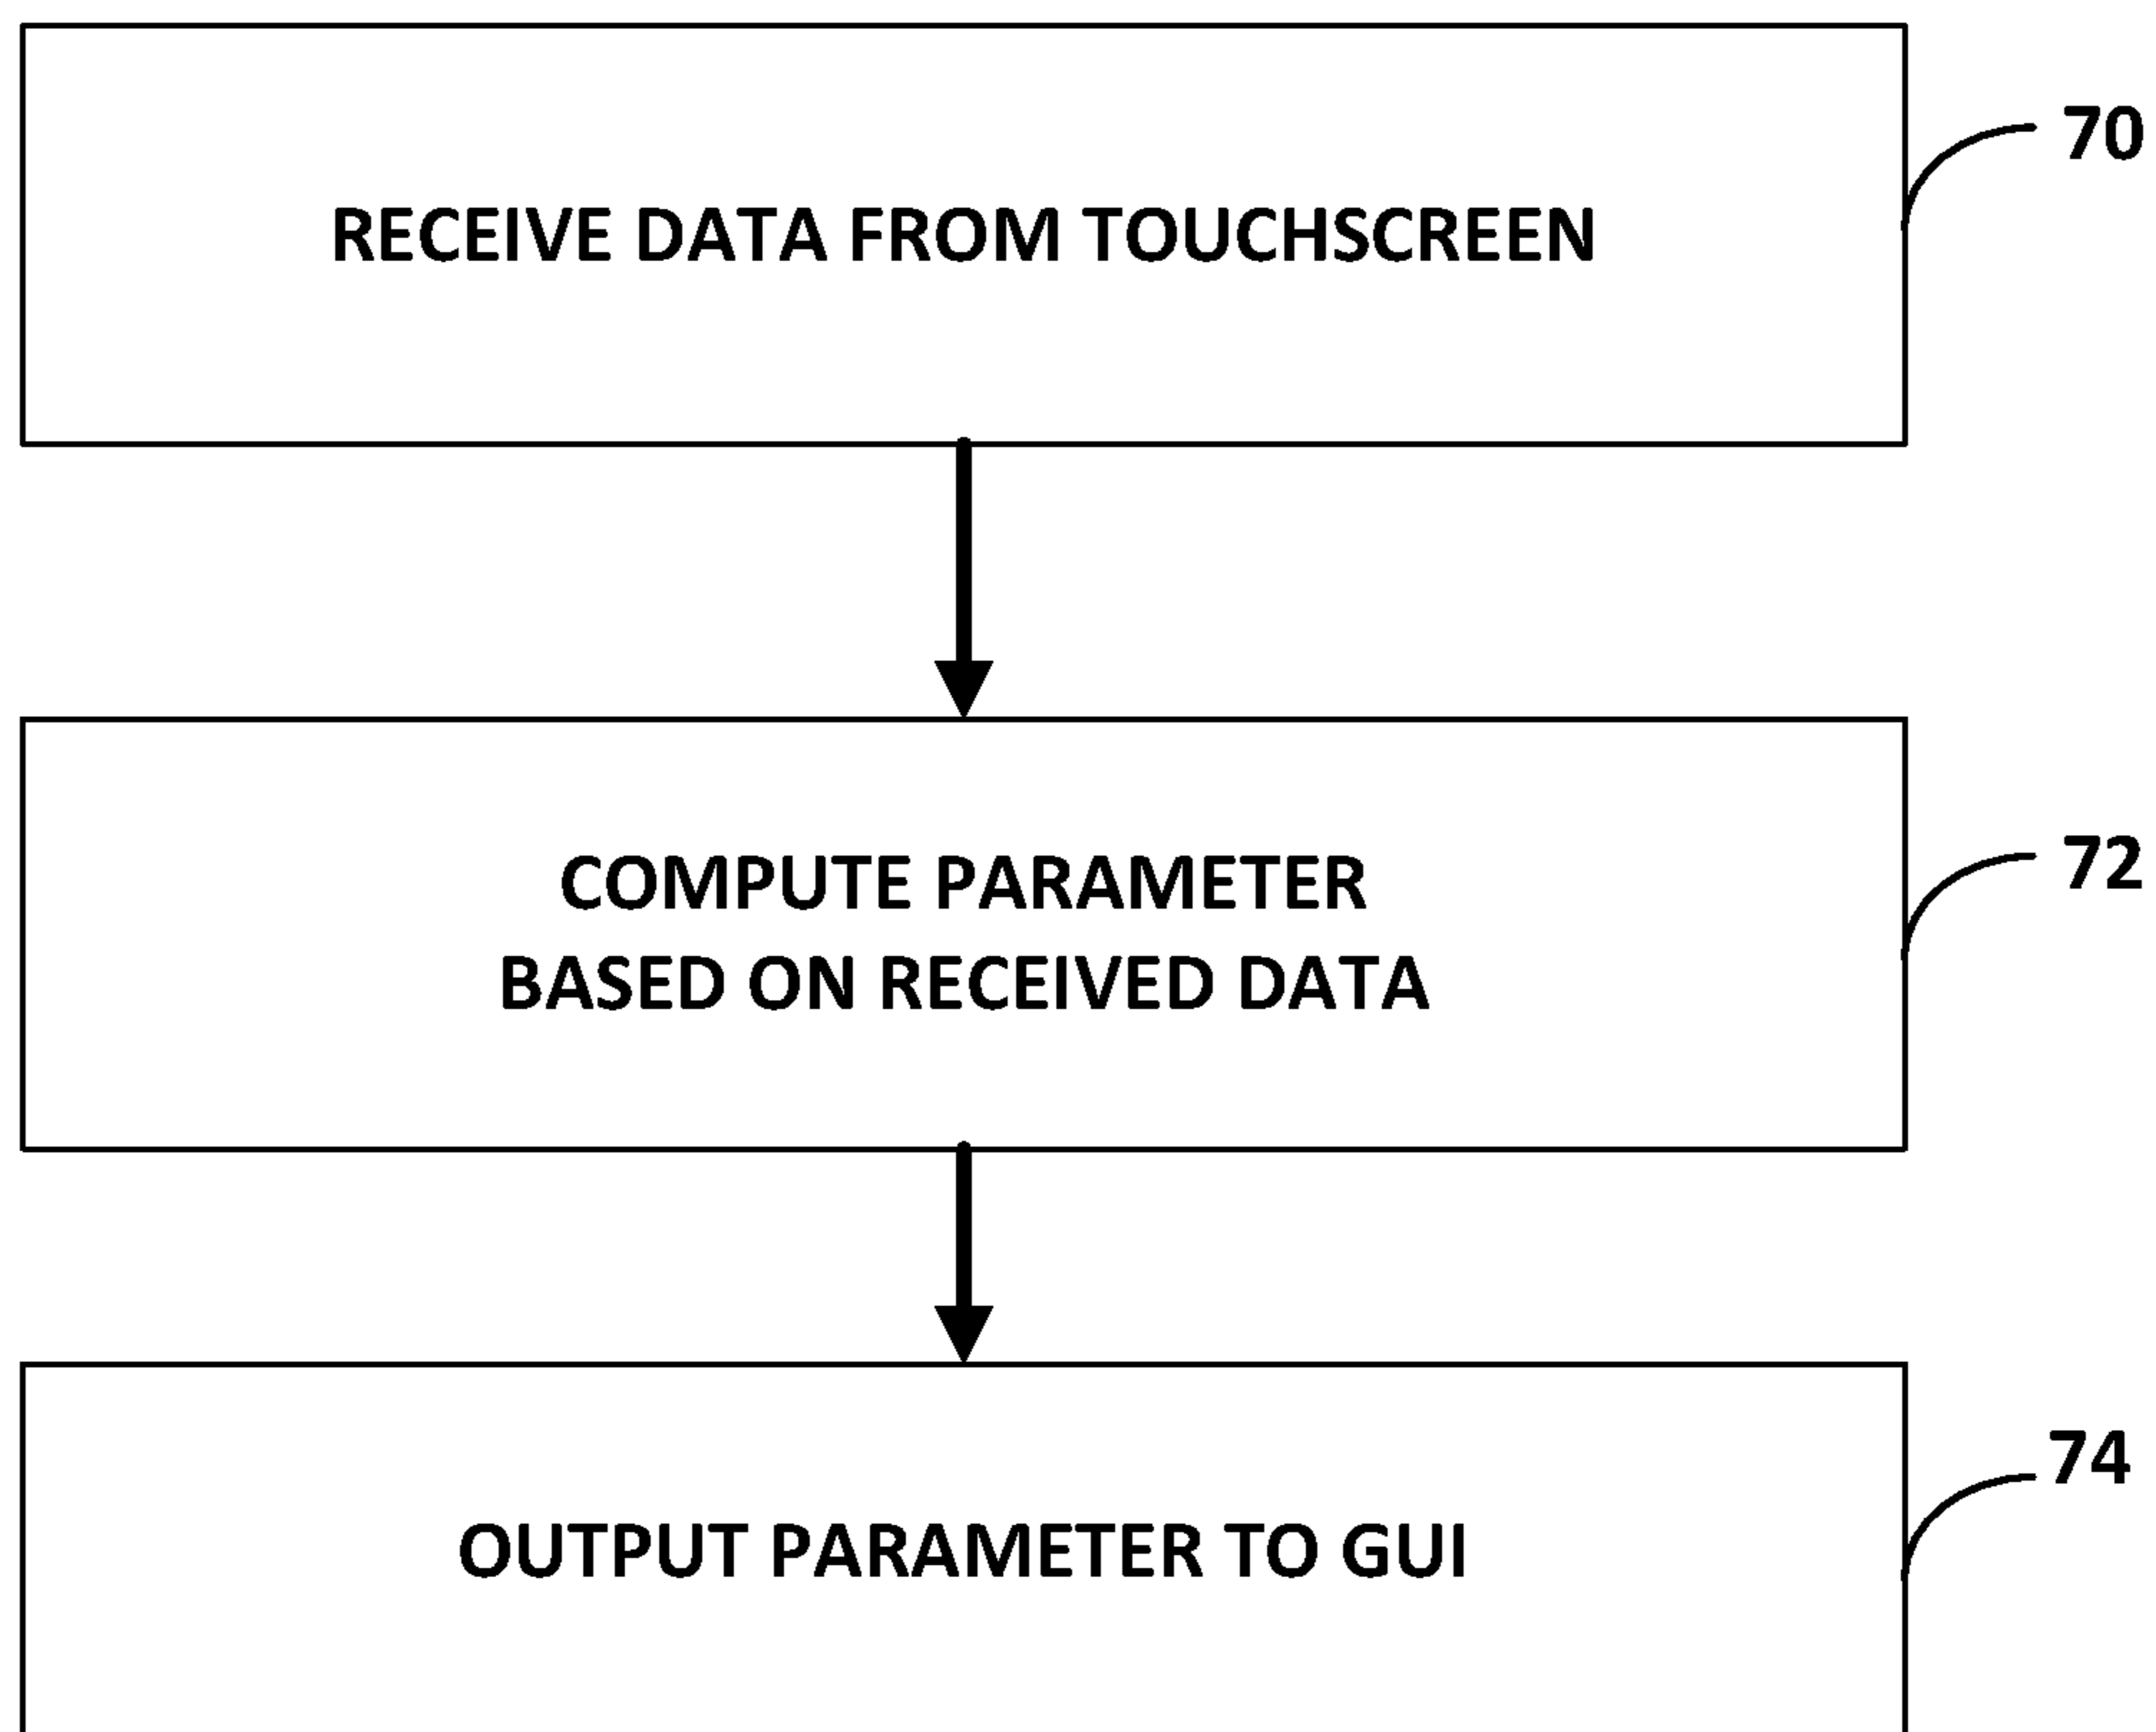 RECEIVE DATA FROM TOUCHSCREEN
70
COMPUTE PARAMETER
BASED ON RECEIVED DATA
72
OUTPUT PARAMETER TO GUI
74